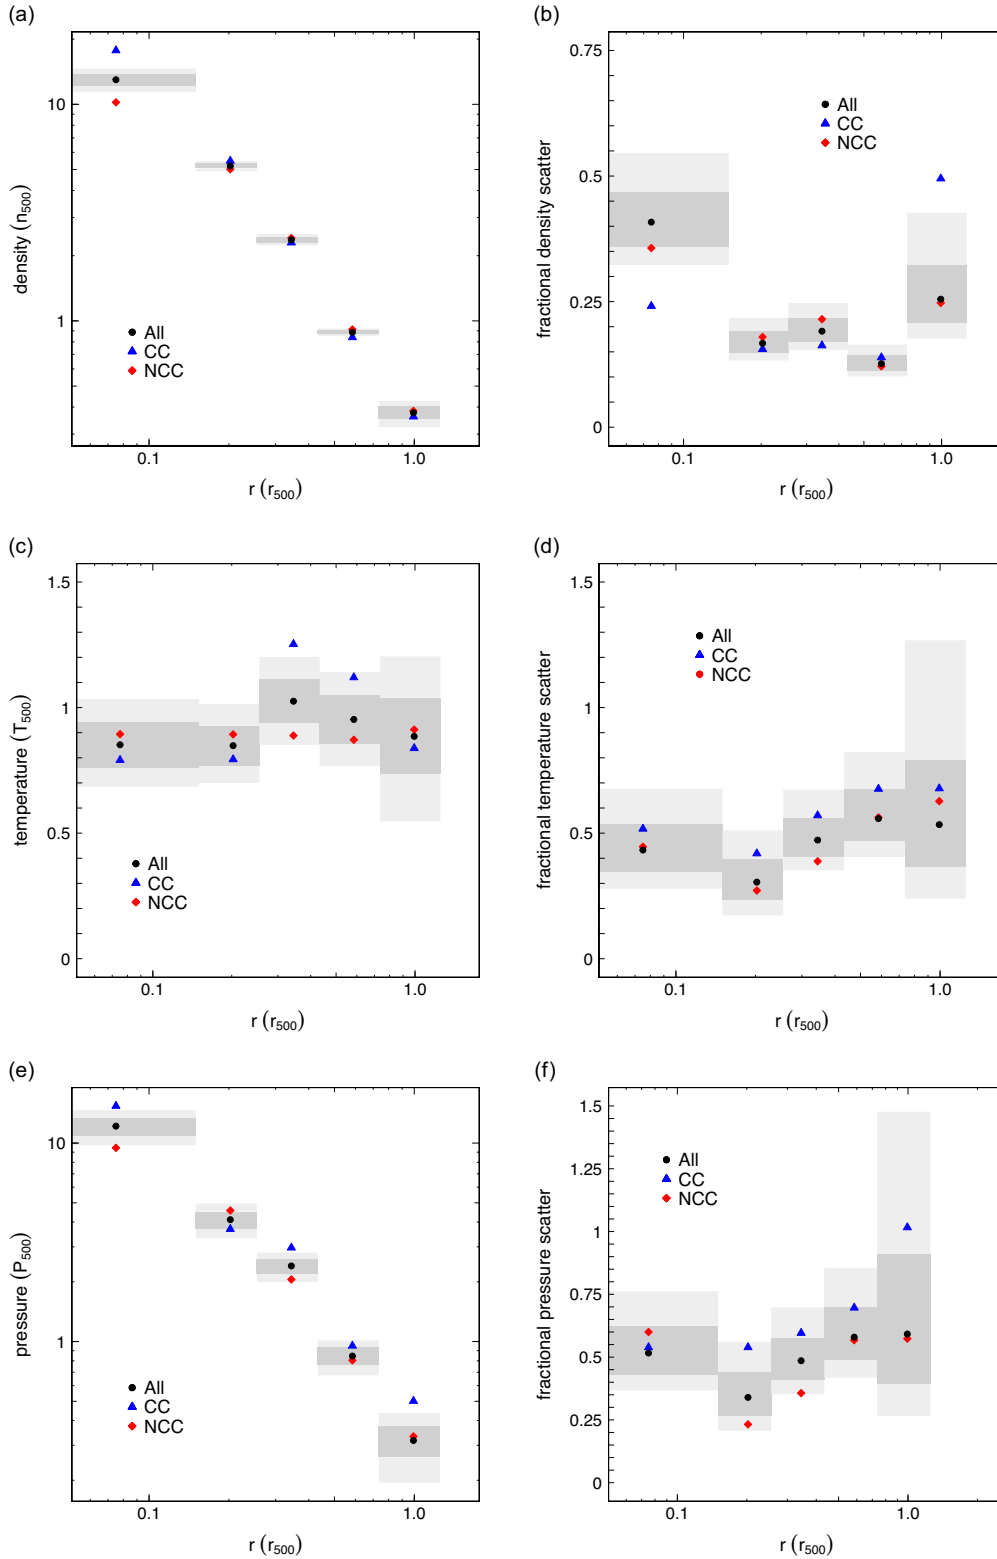 (a)
10
1
density (n500)
All
CC
NCC
0.1
1.0
r (r500)
(b)
0.75
0.5
0.25
0
fractional density scatter
All
CC
NCC
0.1
1.0
r (r500)
(c)
1.5
1
0.5
0
temperature (T500)
All
CC
NCC
0.1
1.0
r (r500)
(d)
1.5
1
0.5
0
fractional temperature scatter
All
CC
NCC
0.1
1.0
r (r500)
(e)
10
1
pressure (P500)
All
CC
NCC
0.1
1.0
r (r500)
(f)
1.5
1.25
1
0.75
0.5
0.25
0
fractional pressure scatter
All
CC
NCC
0.1
1.0
r (r500)